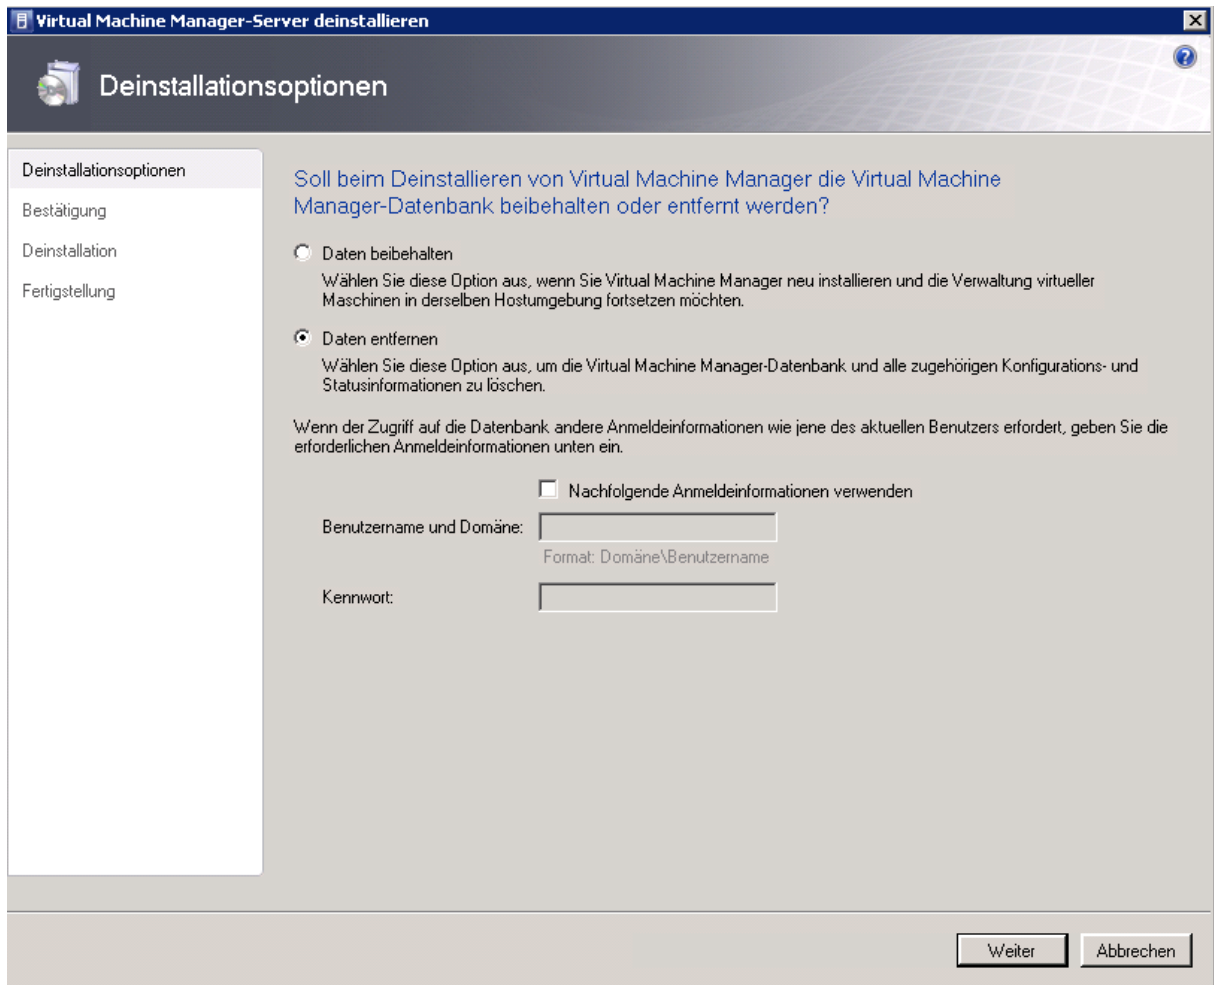 Virtual Machine Manager-Server deinstallieren
Deinstallationsoptionen
Deinstallationsoptionen
Bestätigung
Deinstallation
Fertigstellung
Soll beim Deinstallieren von Virtual Machine Manager die Virtual Machine
Manager-Datenbank beibehalten oder entfernt werden?
Daten beibehalten
Wählen Sie diese Option aus, wenn Sie Virtual Machine Manager neu installieren und die Verwaltung virtueller
Maschinen in derselben Hostumgebung fortsetzen möchten.
Daten entfernen
Wählen Sie diese Option aus, um die Virtual Machine Manager-Datenbank und alle zugehörigen Konfigurations- und
Statusinformationen zu löschen.
Wenn der Zugriff auf die Datenbank andere Anmeldeinformationen wie jene des aktuellen Benutzers erfordert, geben Sie die
erforderlichen Anmeldeinformationen unten ein.
Nachfolgende Anmeldeinformationen verwenden
Benutzername und Domäne:
Format: Domäne\Benutzername
Kennwort:
Weiter
Abbrechen